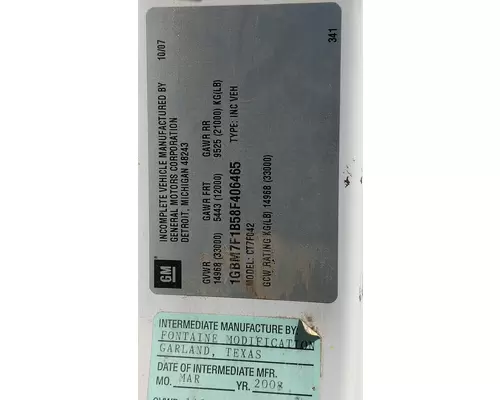 INCOMPLETE VEHICLE MANUFACTURED BY 10/07
GENERAL MOTORS CORPORATION
DETROIT, MICHIGAN 48243
GM
GVWR GAWR FRT GAWR RR
14968 (33000) 5443 (12000) 9525 (21000) KG(LB)
1GBM7F1B58F406465 TYPE: INC VEH
MODEL: CT7F042
GCW RATING KG(LB) 14968 (33000)
341
INTERMEDIATE MANUFACTURE BY:
FONTAINE MODIFICATION
GARLAND, TEXAS
DATE OF INTERMEDIATE MFR.
MO. MAR YR. 2008